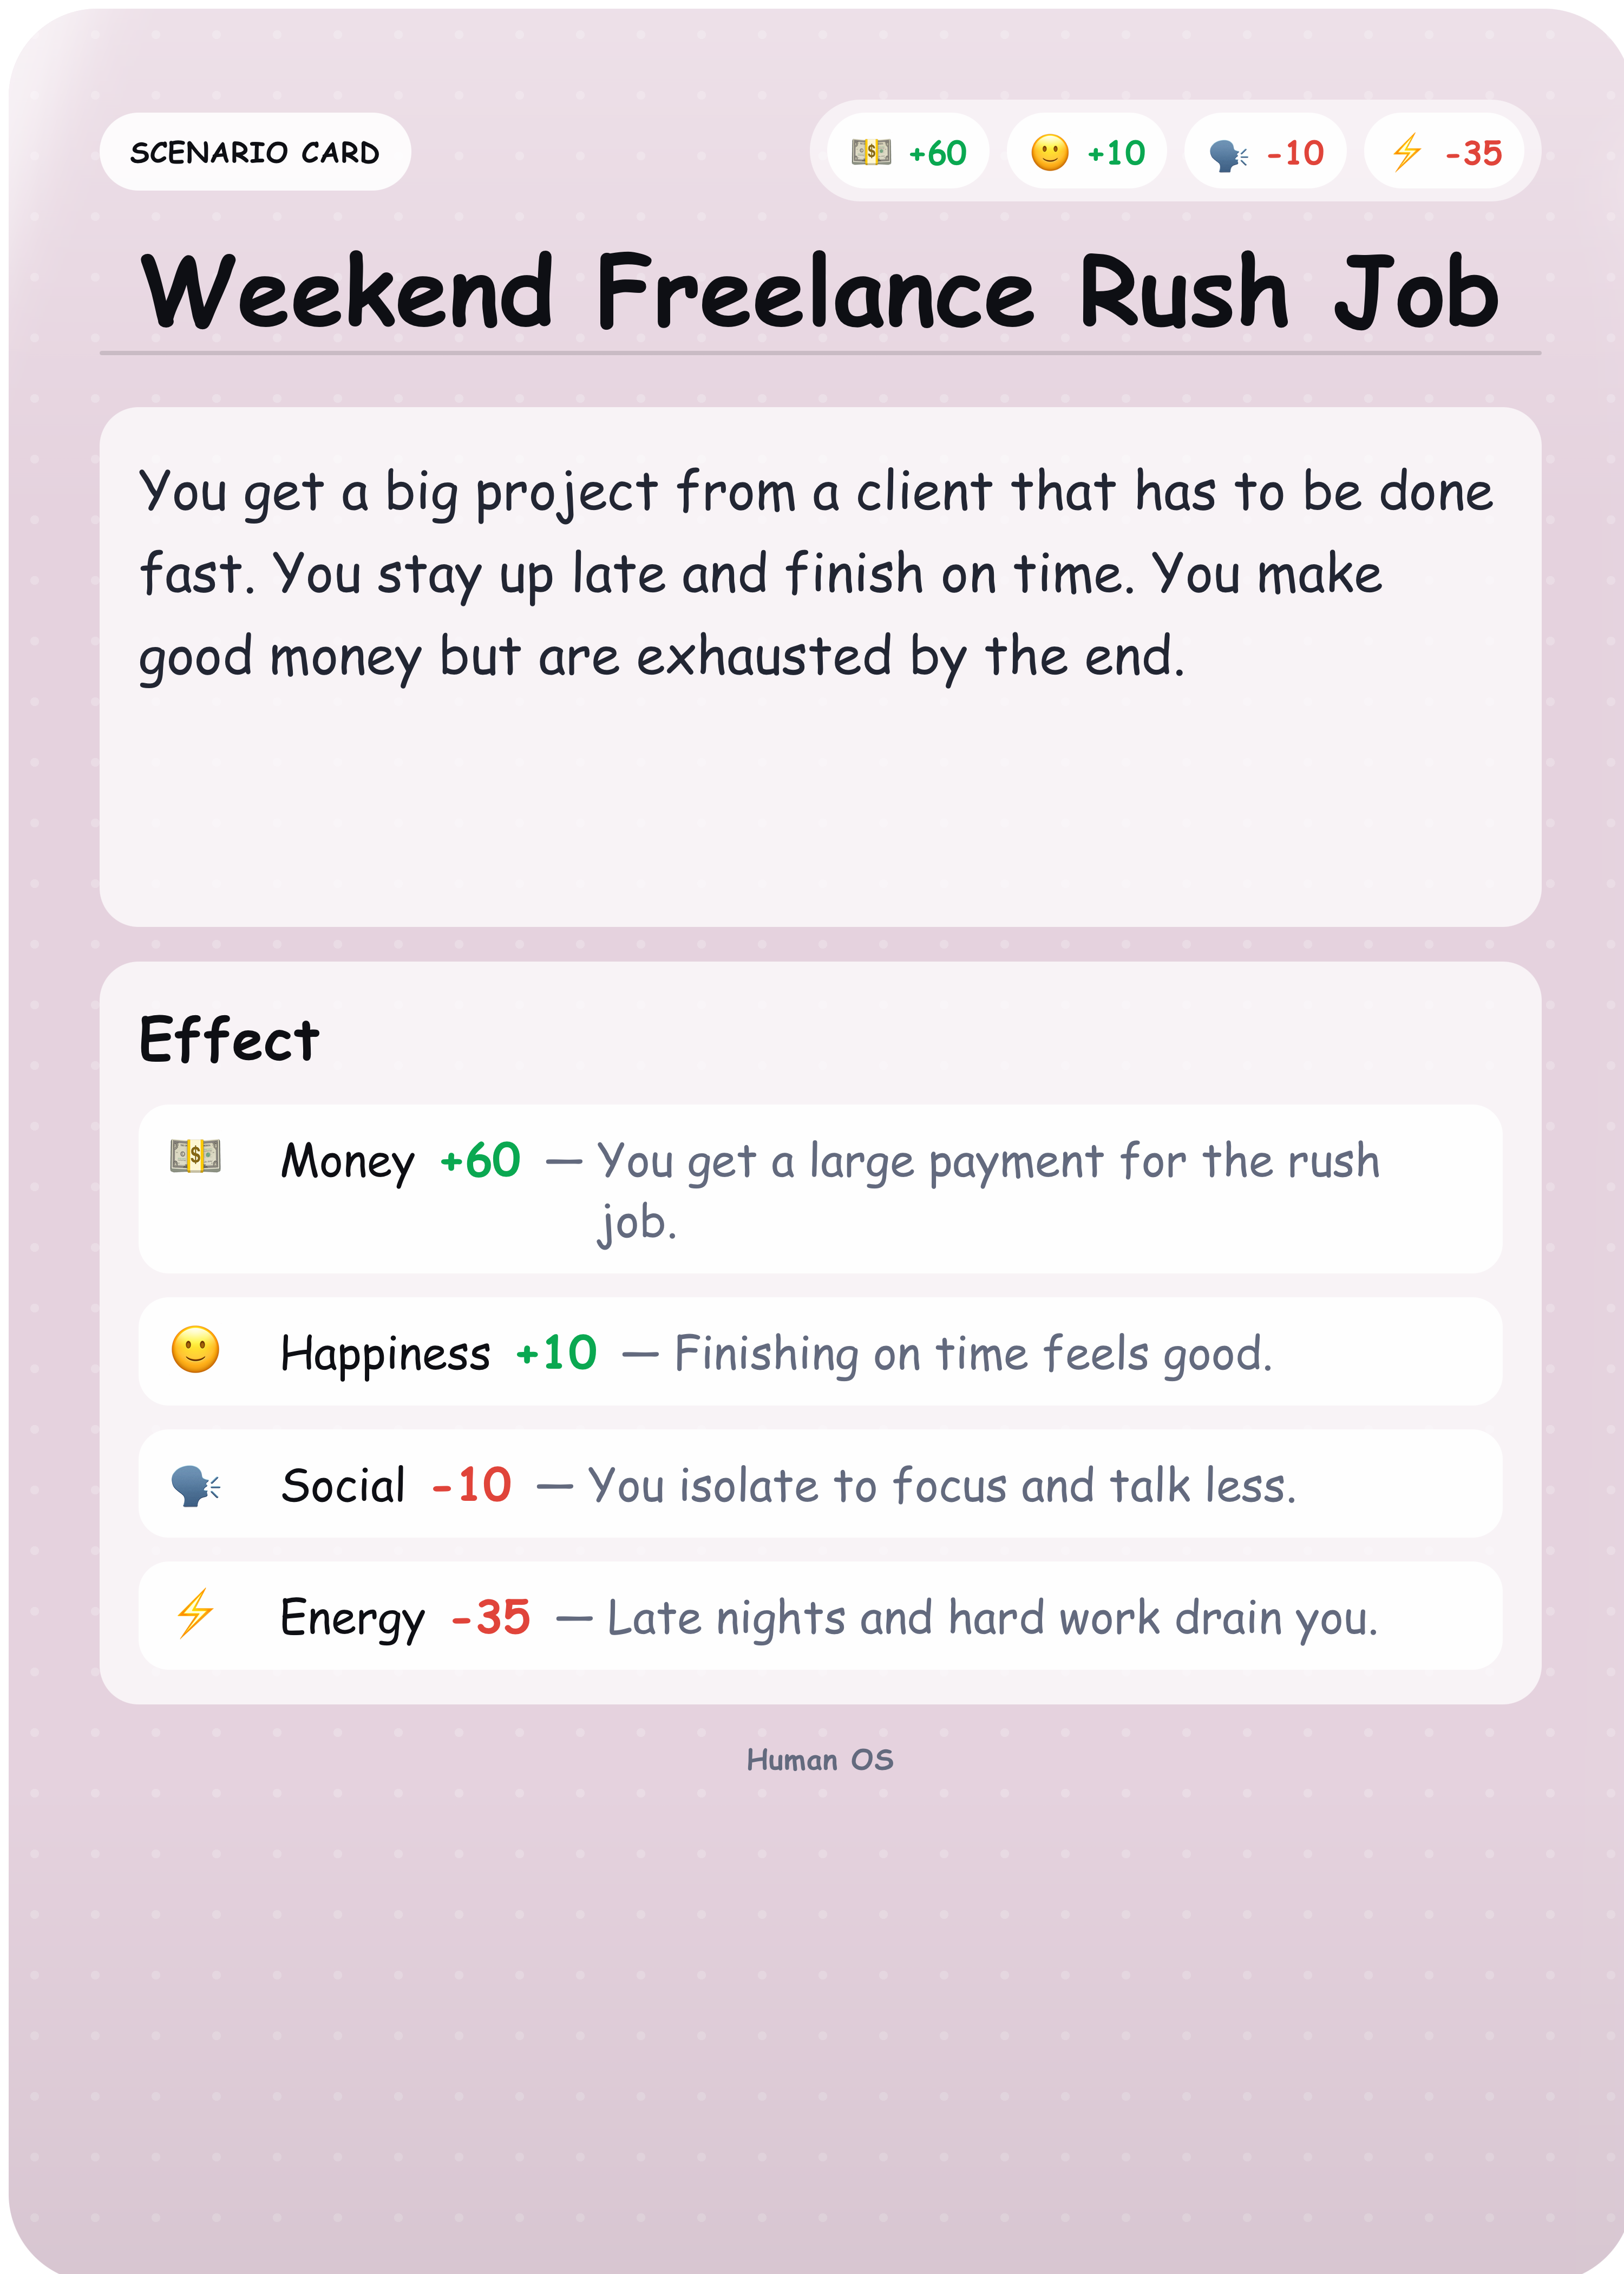 SCENARIO CARD
💵 +60 🙂 +10 🗣️ -10 ⚡ -35
Weekend Freelance Rush Job
You get a big project from a client that has to be done
fast. You stay up late and finish on time. You make
good money but are exhausted by the end.
Effect
💵 Money +60 — You get a large payment for the rush
job.
🙂 Happiness +10 — Finishing on time feels good.
🗣️ Social -10 — You isolate to focus and talk less.
⚡ Energy -35 — Late nights and hard work drain you.
Human OS